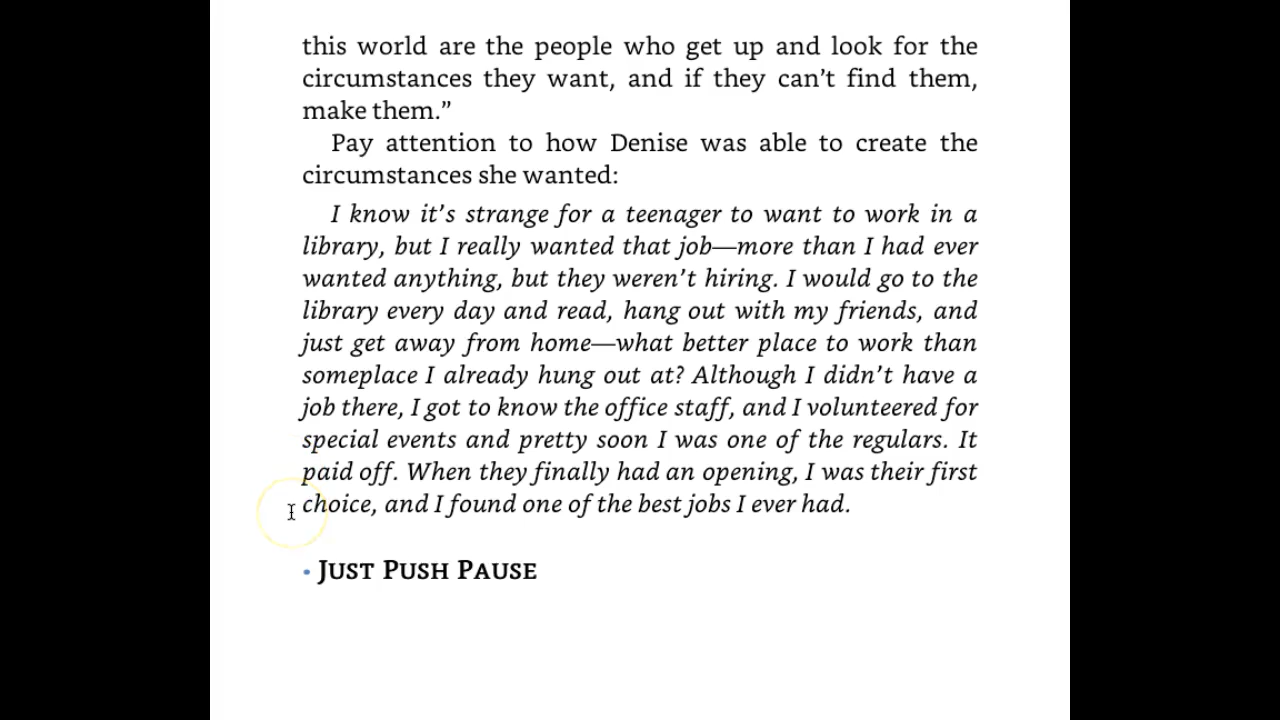 this world are the people who get up and look for the
circumstances they want, and if they can’t find them,
make them.”
Pay attention to how Denise was able to create the
circumstances she wanted:
I know it’s strange for a teenager to want to work in a
library, but I really wanted that job—more than I had ever
wanted anything, but they weren’t hiring. I would go to the
library every day and read, hang out with my friends, and
just get away from home—what better place to work than
someplace I already hung out at? Although I didn’t have a
job there, I got to know the office staff, and I volunteered for
special events and pretty soon I was one of the regulars. It
paid off. When they finally had an opening, I was their first
choice, and I found one of the best jobs I ever had.
• JUST PUSH PAUSE